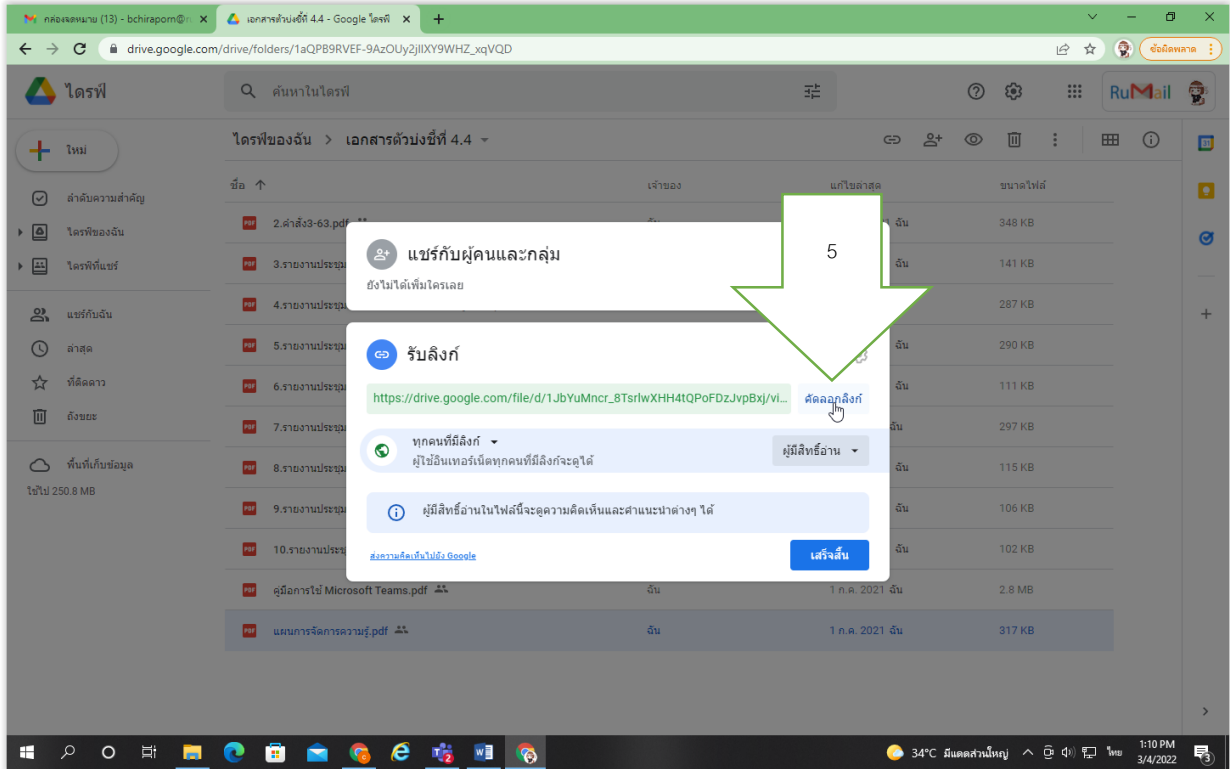 กล่องจดหมาย (13) - bchiraporn@n
เอกสารตัวบ่งชี้ที่ 4.4 - Google ไดรฟ์
drive.google.com/drive/folders/1aQPB9RVEF-9AzOUy2jIIXY9WHZ_xqVQD
ข้อผิดพลาด
ไดรฟ์
ค้นหาในไดรฟ์
RuMail
ใหม่
ไดรฟ์ของฉัน > เอกสารตัวบ่งชี้ที่ 4.4
ชื่อ เจ้าของ แก้ไขล่าสุด ขนาดไฟล์
ลำดับความสำคัญ
ไดรฟ์ของฉัน
ไดรฟ์ที่แชร์
แชร์กับฉัน
ล่าสุด
ที่ติดดาว
ถังขยะ
พื้นที่เก็บข้อมูล
ใช้ไป 250.8 MB
2.คำสั่ง3-63.pdf ฉัน 348 KB
3.รายงานประชุม ฉัน 141 KB
4.รายงานประชุม 287 KB
5.รายงานประชุม ฉัน 290 KB
6.รายงานประชุม ฉัน 111 KB
7.รายงานประชุม ฉัน 297 KB
8.รายงานประชุม ฉัน 115 KB
9.รายงานประชุม ฉัน 106 KB
10.รายงานประชุ ฉัน 102 KB
คู่มือการใช้ Microsoft Teams.pdf ฉัน 1 ก.ค. 2021 ฉัน 2.8 MB
แผนการจัดการความรู้.pdf ฉัน 1 ก.ค. 2021 ฉัน 317 KB
แชร์กับผู้คนและกลุ่ม
ยังไม่ได้เพิ่มใครเลย
5
รับลิงก์
https://drive.google.com/file/d/1JbYuMncr_8TsrlwXHH4tQPoFDzJvpBxj/vi...
คัดลอกลิงก์
ทุกคนที่มีลิงก์
ผู้ใช้อินเทอร์เน็ตทุกคนที่มีลิงก์จะดูได้
ผู้มีสิทธิ์อ่าน
ผู้มีสิทธิ์อ่านในไฟล์นี้จะดูความคิดเห็นและคำแนะนำต่างๆ ได้
ส่งความคิดเห็นไปยัง Google
เสร็จสิ้น
34°C มีแดดส่วนใหญ่
ไทย
1:10 PM
3/4/2022